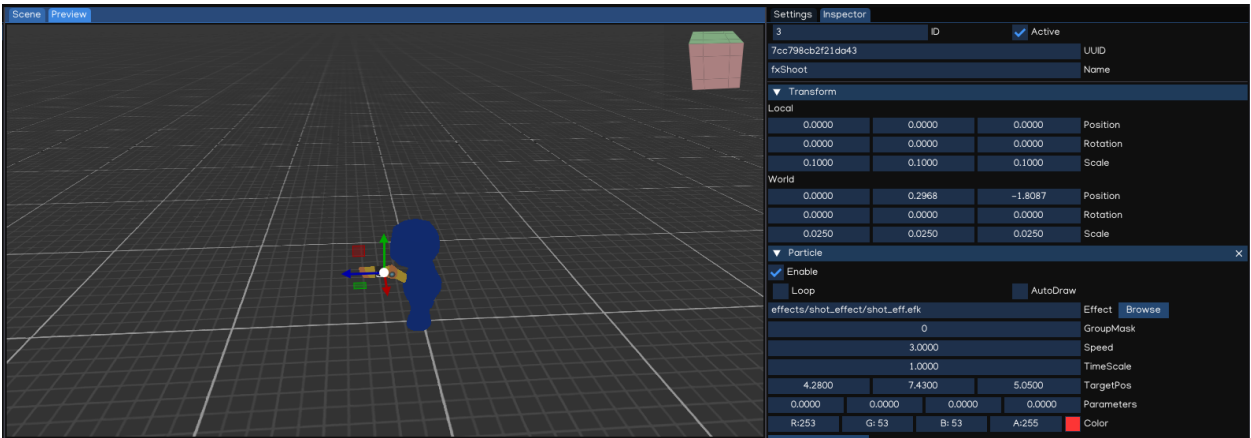 Scene Preview
Settings Inspector
3 ID Active
7cc798cb2f21da43 UUID
fxShoot Name
Transform
Local
0.0000 0.0000 0.0000 Position
0.0000 0.0000 0.0000 Rotation
0.1000 0.1000 0.1000 Scale
World
0.0000 0.2968 -1.8087 Position
0.0000 0.0000 0.0000 Rotation
0.0250 0.0250 0.0250 Scale
Particle
Enable
Loop AutoDraw
effects/shot_effect/shot_eff.efk Effect Browse
0 GroupMask
3.0000 Speed
1.0000 TimeScale
4.2800 7.4300 5.0500 TargetPos
0.0000 0.0000 0.0000 0.0000 Parameters
R:253 G: 53 B: 53 A:255 Color